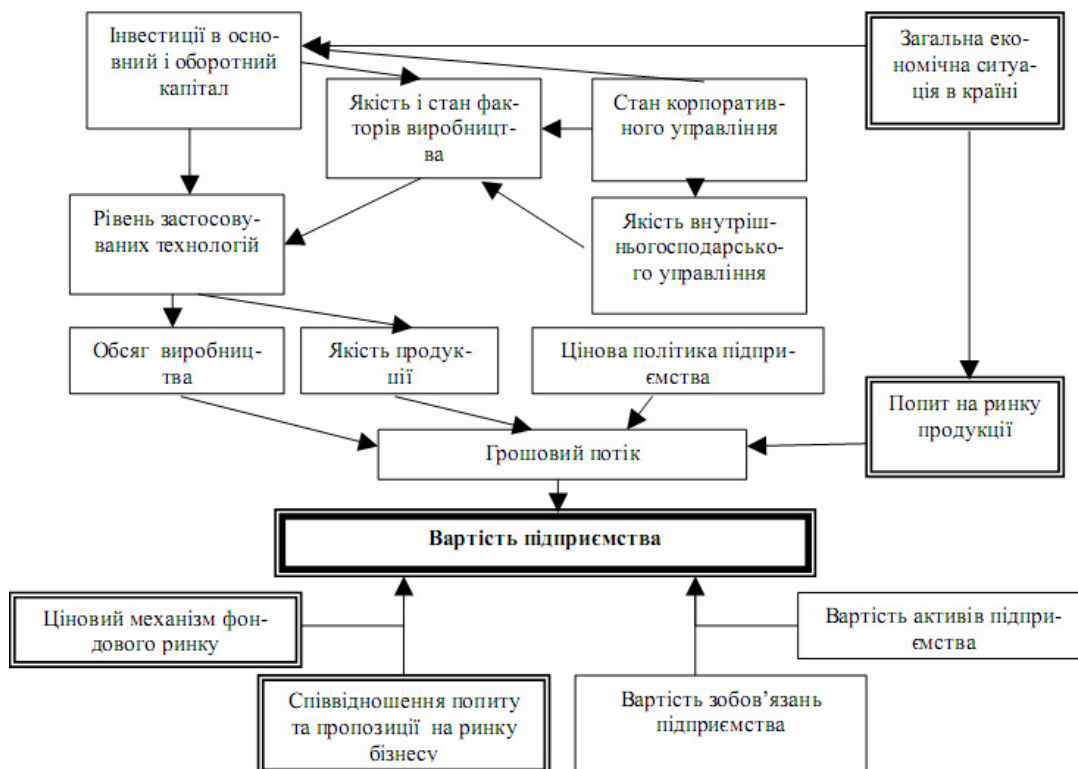 Інвестиції в осно-
вний і оборотний
капітал
Загальна еко-
номічна ситуа-
ція в країні
Якість і стан фак-
торів виробницт-
ва
Стан корпоратив-
ного управління
Рівень застосову-
ваних технологій
Якість внутріш-
ньогосподарсько-
го управління
Обсяг виробниц-
тва
Якість продук-
шії
Цінова політика підпри-
ємства
Попит на ринку
продукції
Грошовий потік
Вартість підприємства
Ціновий механізм фон-
дового ринку
Вартість активів підпри-
ємства
Співвідношення попиту
та пропозиції на ринку
бізнесу
Вартість зобов’язань
підприємства